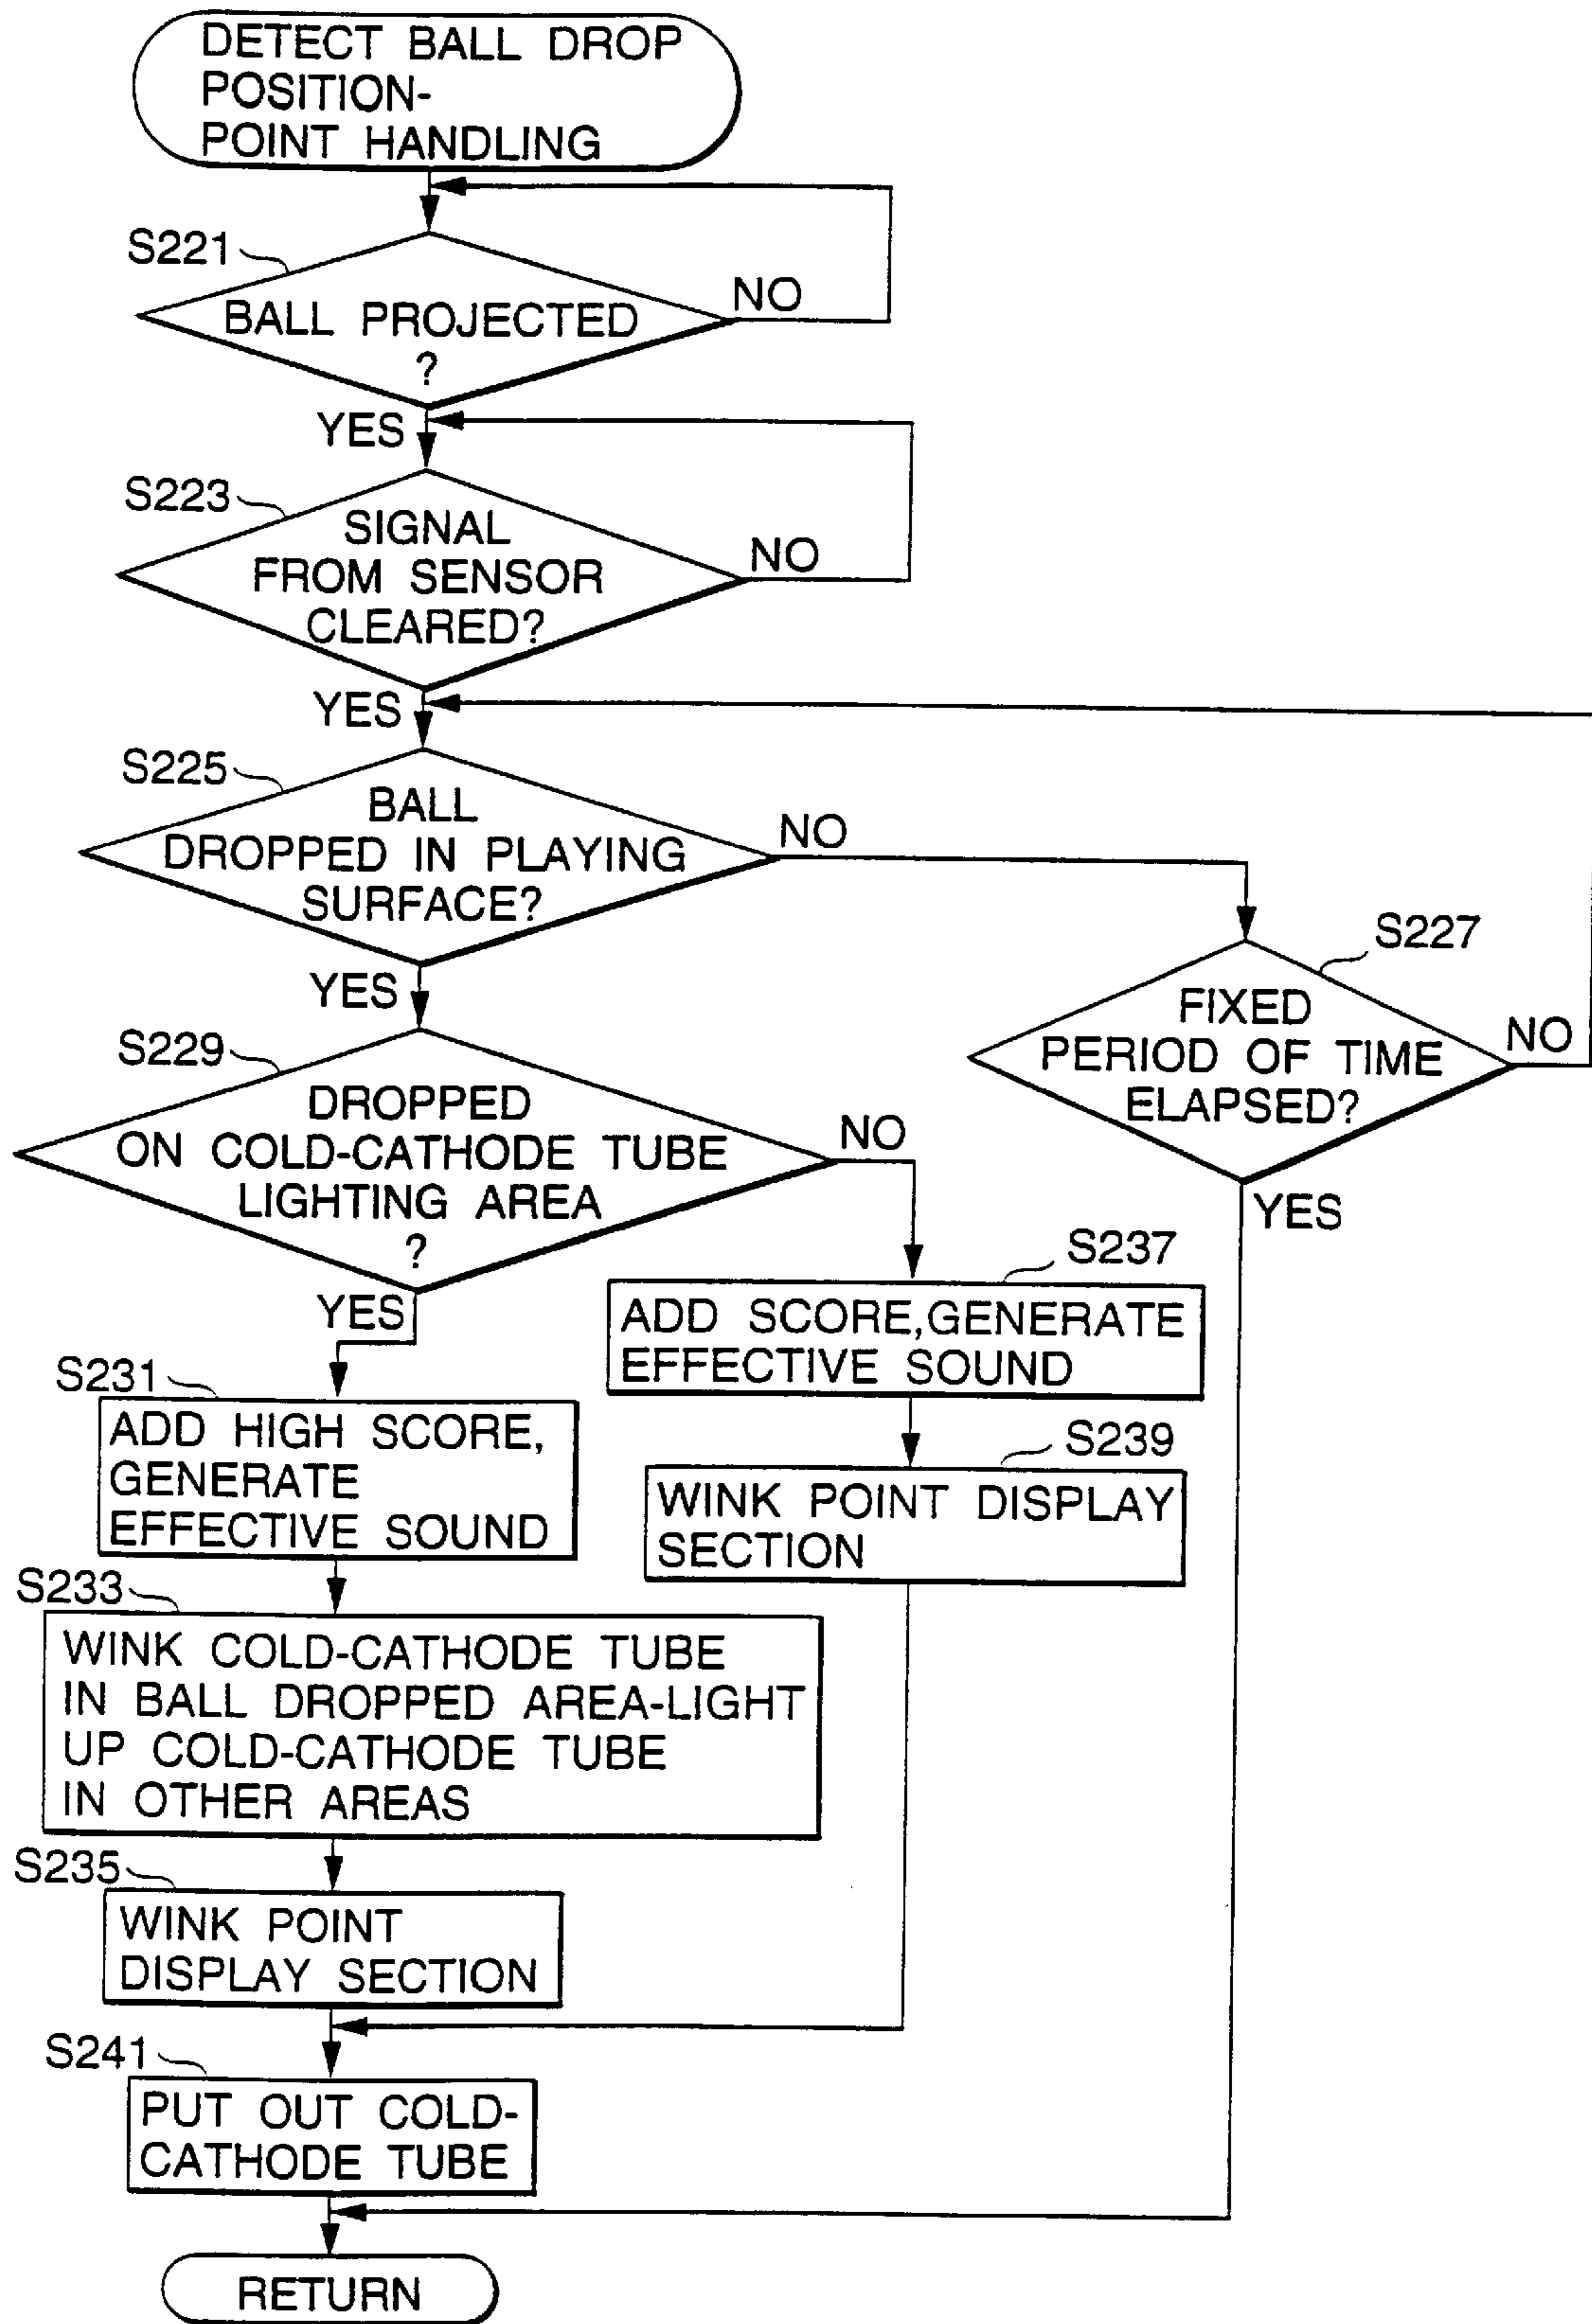 DETECT BALL DROP
POSITION-
POINT HANDLING
S221
BALL PROJECTED
?
NO
YES
S223
SIGNAL
FROM SENSOR
CLEARED?
NO
YES
S225
BALL
DROPPED IN PLAYING
SURFACE?
NO
YES
S227
FIXED
PERIOD OF TIME
ELAPSED?
NO
YES
S229
DROPPED
ON COLD-CATHODE TUBE
LIGHTING AREA
?
NO
YES
S237
ADD SCORE,GENERATE
EFFECTIVE SOUND
S231
ADD HIGH SCORE,
GENERATE
EFFECTIVE SOUND
S239
WINK POINT DISPLAY
SECTION
S233
WINK COLD-CATHODE TUBE
IN BALL DROPPED AREA-LIGHT
UP COLD-CATHODE TUBE
IN OTHER AREAS
S235
WINK POINT
DISPLAY SECTION
S241
PUT OUT COLD-
CATHODE TUBE
RETURN